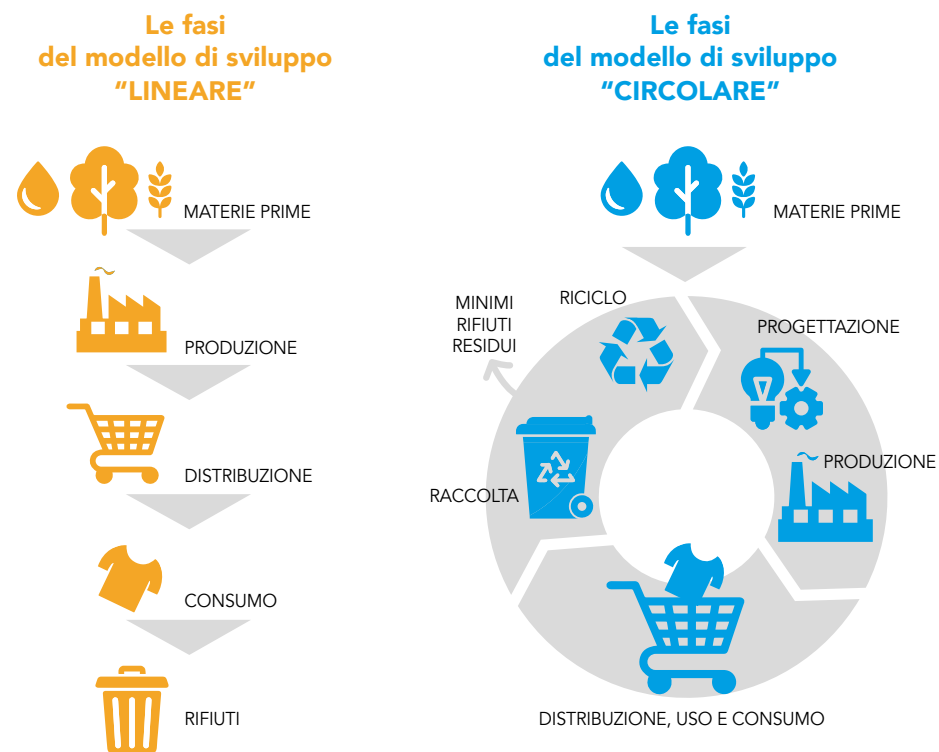 Le fasi
del modello di sviluppo
“LINEARE”
MATERIE PRIME
PRODUZIONE
DISTRIBUZIONE
CONSUMO
RIFIUTI
Le fasi
del modello di sviluppo
“CIRCOLARE”
MATERIE PRIME
MINIMI
RIFIUTI
RESIDUI
RICICLO
PROGETTAZIONE
PRODUZIONE
RACCOLTA
DISTRIBUZIONE, USO E CONSUMO